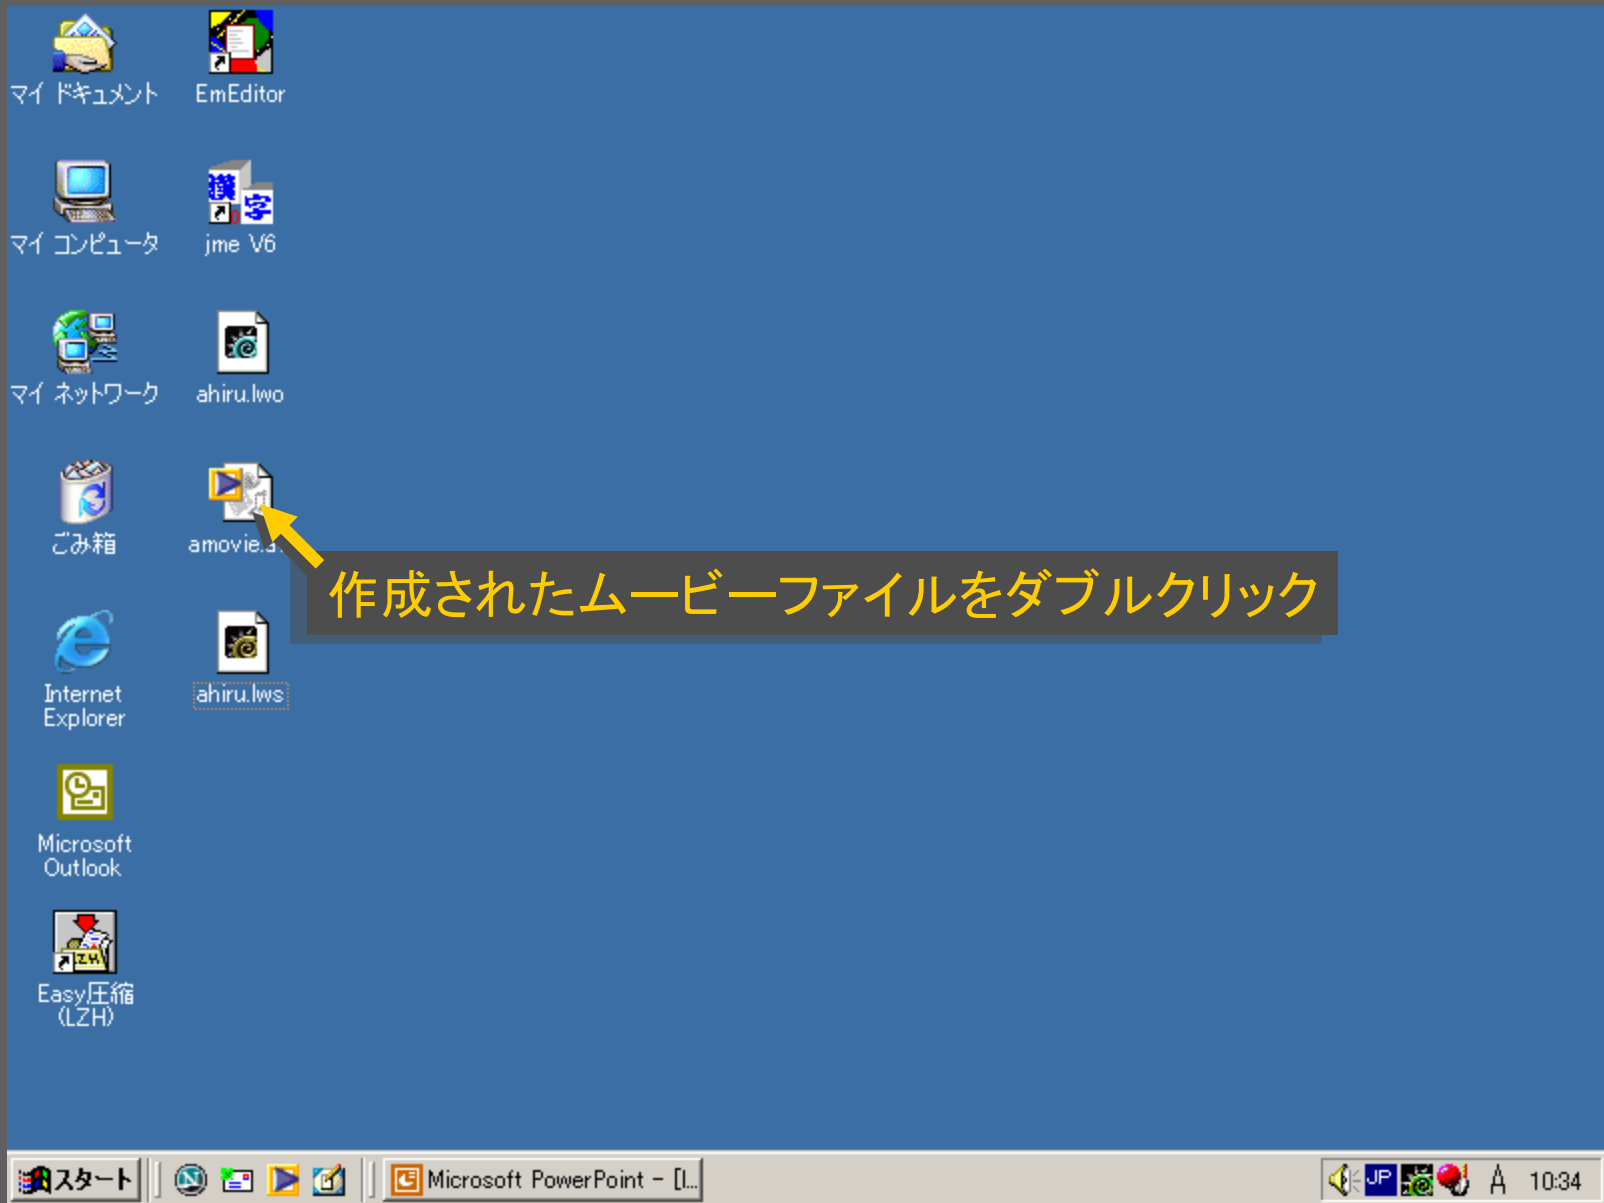 マイ ドキュメント
EmEditor
マイ コンピュータ
漢字
jme V6
マイ ネットワーク
ahiru.lwo
ごみ箱
作成されたムービーファイルをダブルクリック
Internet
Explorer
ahiru.lws
Microsoft
Outlook
LZH
Easy圧縮
(LZH)
スタート
Microsoft PowerPoint - [I...
JP
A
10:34